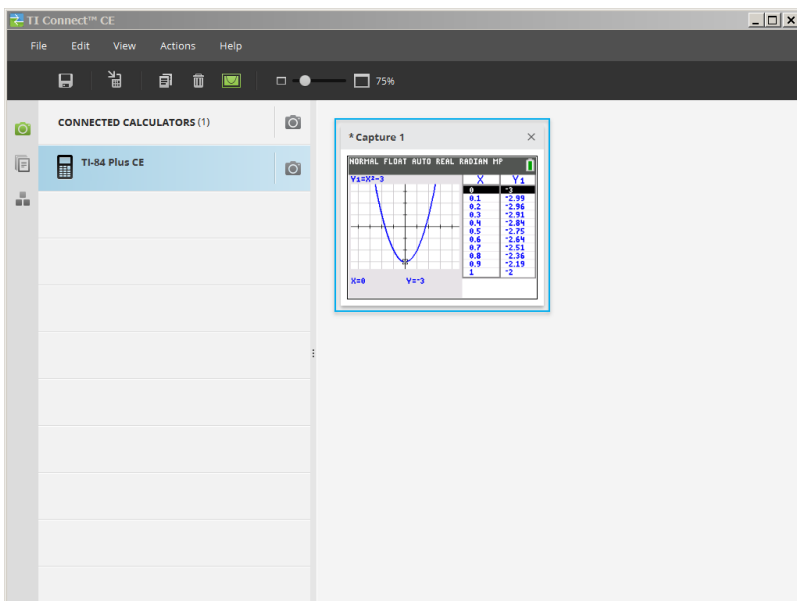 TI Connect™ CE
File Edit View Actions Help
75%
CONNECTED CALCULATORS (1)
TI-84 Plus CE
*Capture 1
NORMAL FLOAT AUTO REAL RADIAN MP
Y1=X²-3
X Y1
0 -3
0.1 -2.99
0.2 -2.96
0.3 -2.91
0.4 -2.84
0.5 -2.75
0.6 -2.64
0.7 -2.51
0.8 -2.36
0.9 -2.19
1 -2
X=0 Y=-3